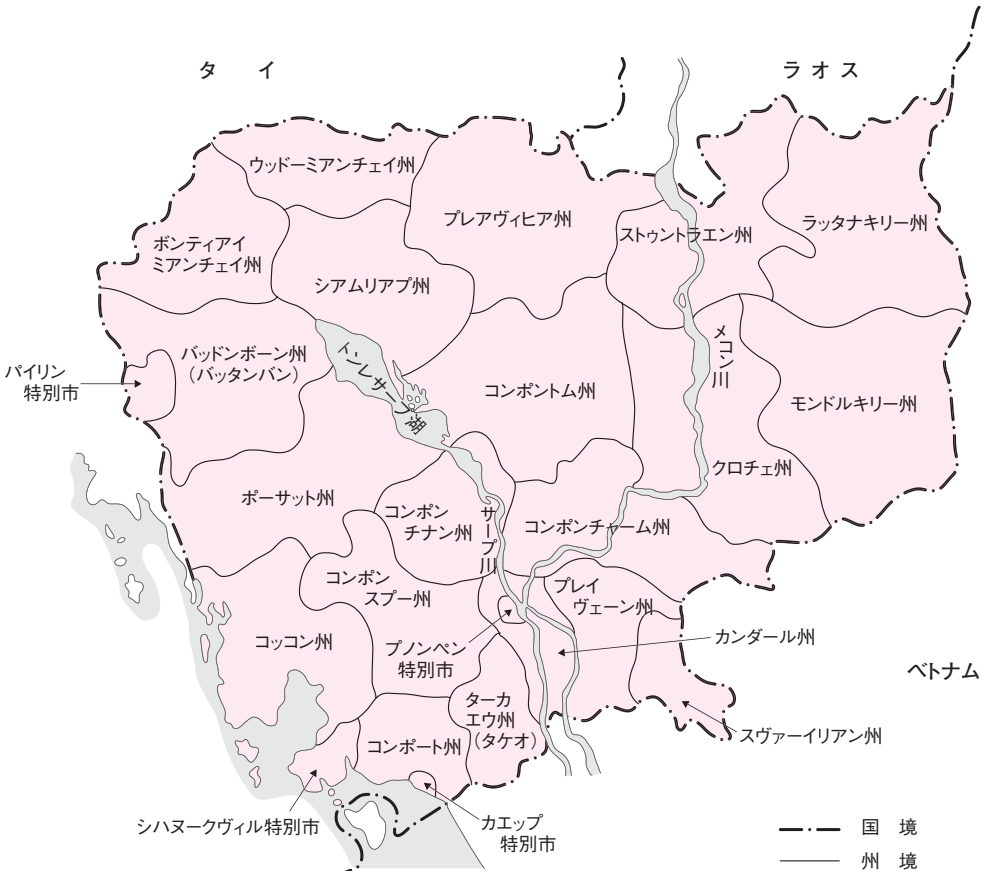 タイ
ラオス
ウッドーミアンチェイ州
プレアヴィヒア州
ストゥントラエン州
ラッタナキリー州
ボンティアイ
ミアンチェイ州
シアムリアプ州
バッドンボーン州
（バッタンバン）
パイリン
特別市
トンレサープ湖
コンポントム州
メコン川
モンドルキリー州
クロチェ州
ポーサット州
コンポン
チナン州
サープ川
コンポンチャーム州
コンポン
スプー州
プレイ
ヴェーン州
コッコン州
プノンペン
特別市
カンダール州
ベトナム
ターカ
エウ州
（タケオ）
コンポート州
スヴァーイリアン州
シハヌークヴィル特別市
カエップ
特別市
国境
州境